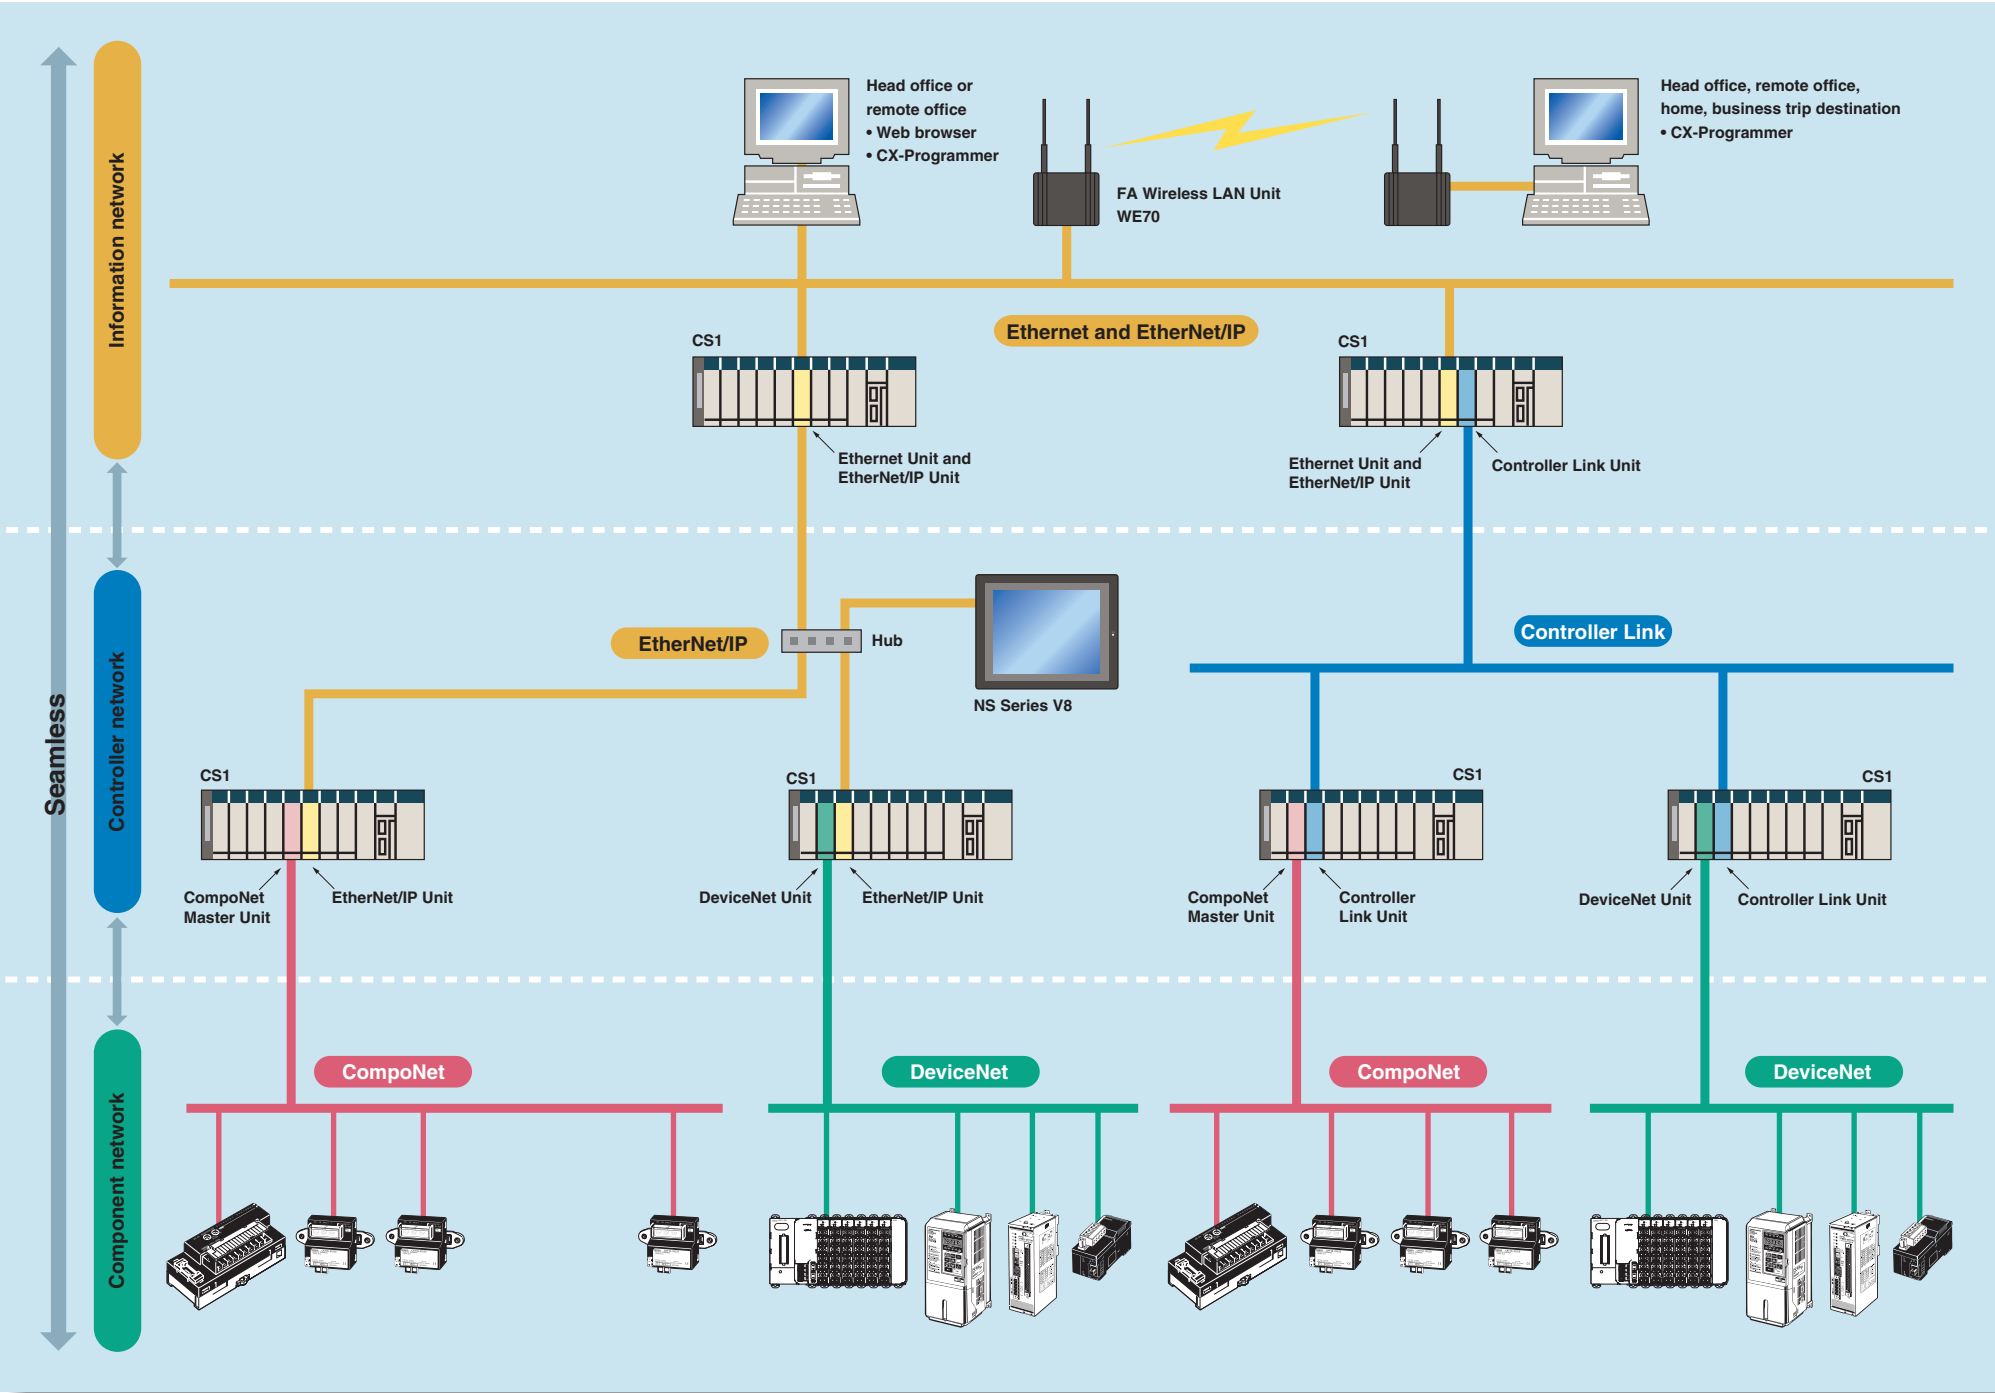 Head office or
remote office
• Web browser
• CX-Programmer
FA Wireless LAN Unit
WE70
Head office, remote office,
home, business trip destination
• CX-Programmer
Information network
Ethernet and EtherNet/IP
CS1
CS1
Ethernet Unit and
EtherNet/IP Unit
Ethernet Unit and
EtherNet/IP Unit
Controller Link Unit
Seamless
Controller network
EtherNet/IP
Hub
NS Series V8
Controller Link
CS1
CS1
CS1
CS1
CompoNet
Master Unit
EtherNet/IP Unit
DeviceNet Unit
EtherNet/IP Unit
CompoNet
Master Unit
Controller
Link Unit
DeviceNet Unit
Controller Link Unit
Component network
CompoNet
DeviceNet
CompoNet
DeviceNet